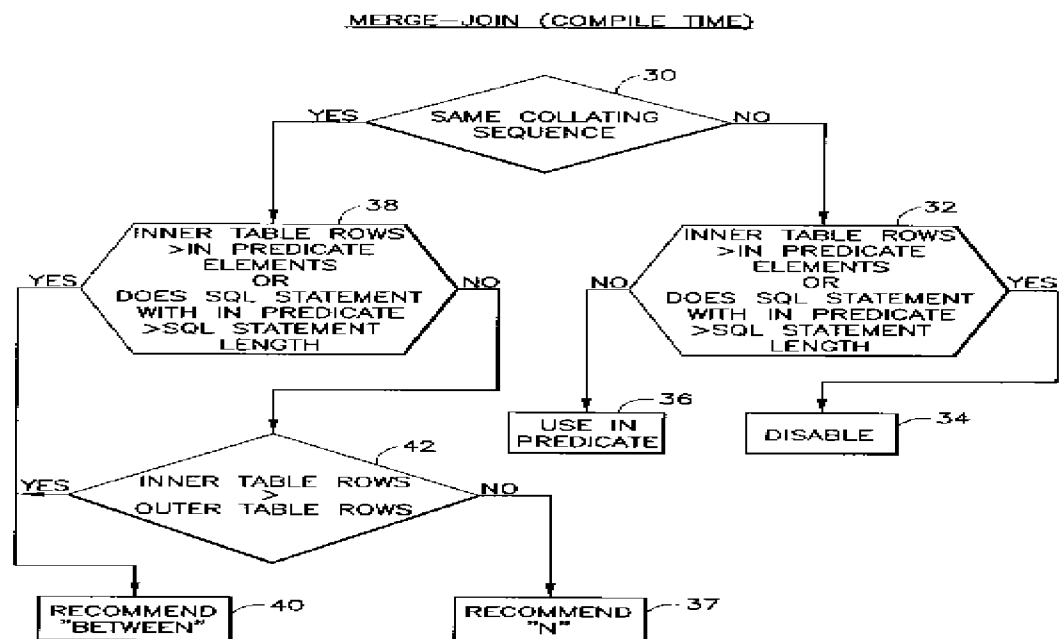 MERGE-JOIN (COMPILE TIME)
30
YES
SAME COLLATING
SEQUENCE
NO
38
INNER TABLE ROWS
>IN PREDICATE
ELEMENTS
OR
DOES SQL STATEMENT
WITH IN PREDICATE
>SQL STATEMENT
LENGTH
YES
NO
32
INNER TABLE ROWS
>IN PREDICATE
ELEMENTS
OR
DOES SQL STATEMENT
WITH IN PREDICATE
>SQL STATEMENT
LENGTH
NO
YES
36
USE IN
PREDICATE
34
DISABLE
42
YES
INNER TABLE ROWS
>
OUTER TABLE ROWS
NO
RECOMMEND
"BETWEEN"
40
RECOMMEND
"N"
37